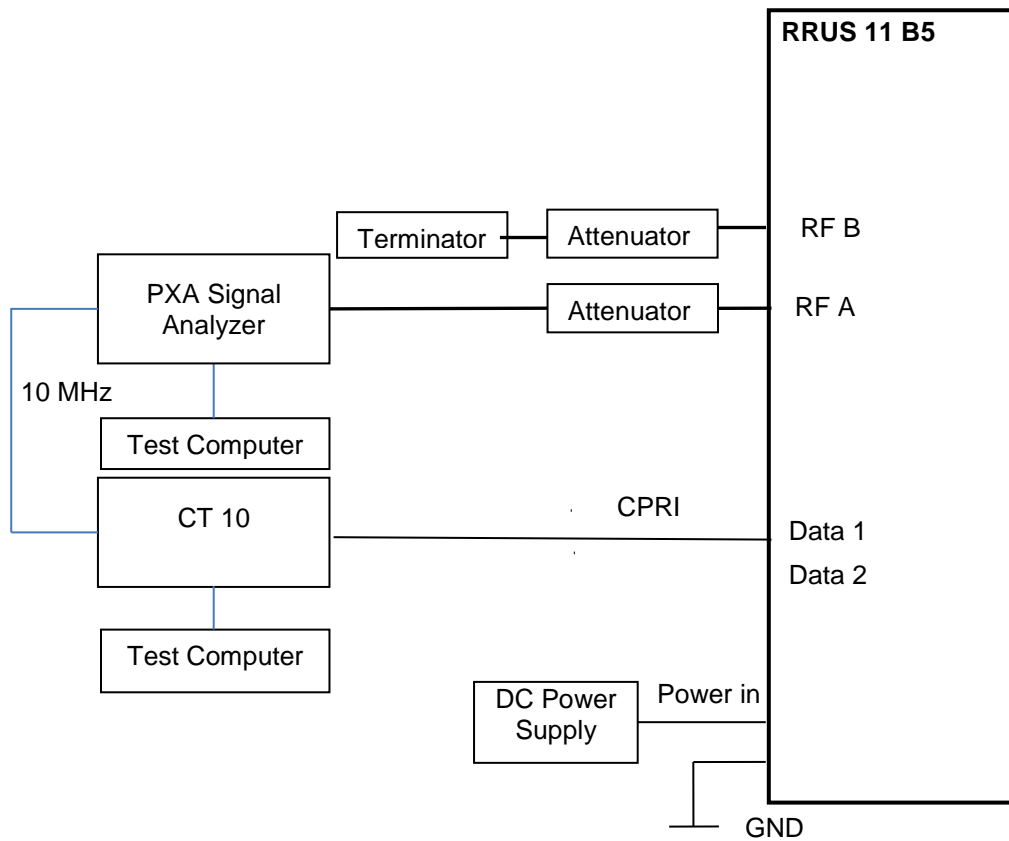 RRUS 11 B5
RF B
Terminator
Attenuator
PXA Signal
Analyzer
Attenuator
RF A
10 MHz
Test Computer
CT 10
CPRI
Data 1
Data 2
Test Computer
DC Power
Supply
Power in
GND